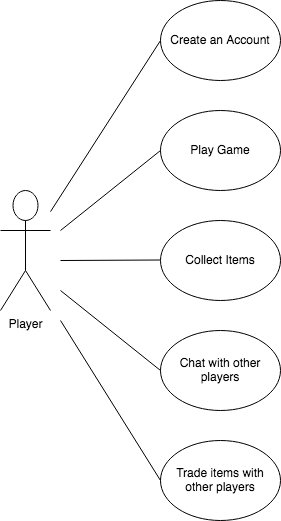 Create an Account
Play Game
Collect Items
Player
Chat with other
players
Trade items with
other players